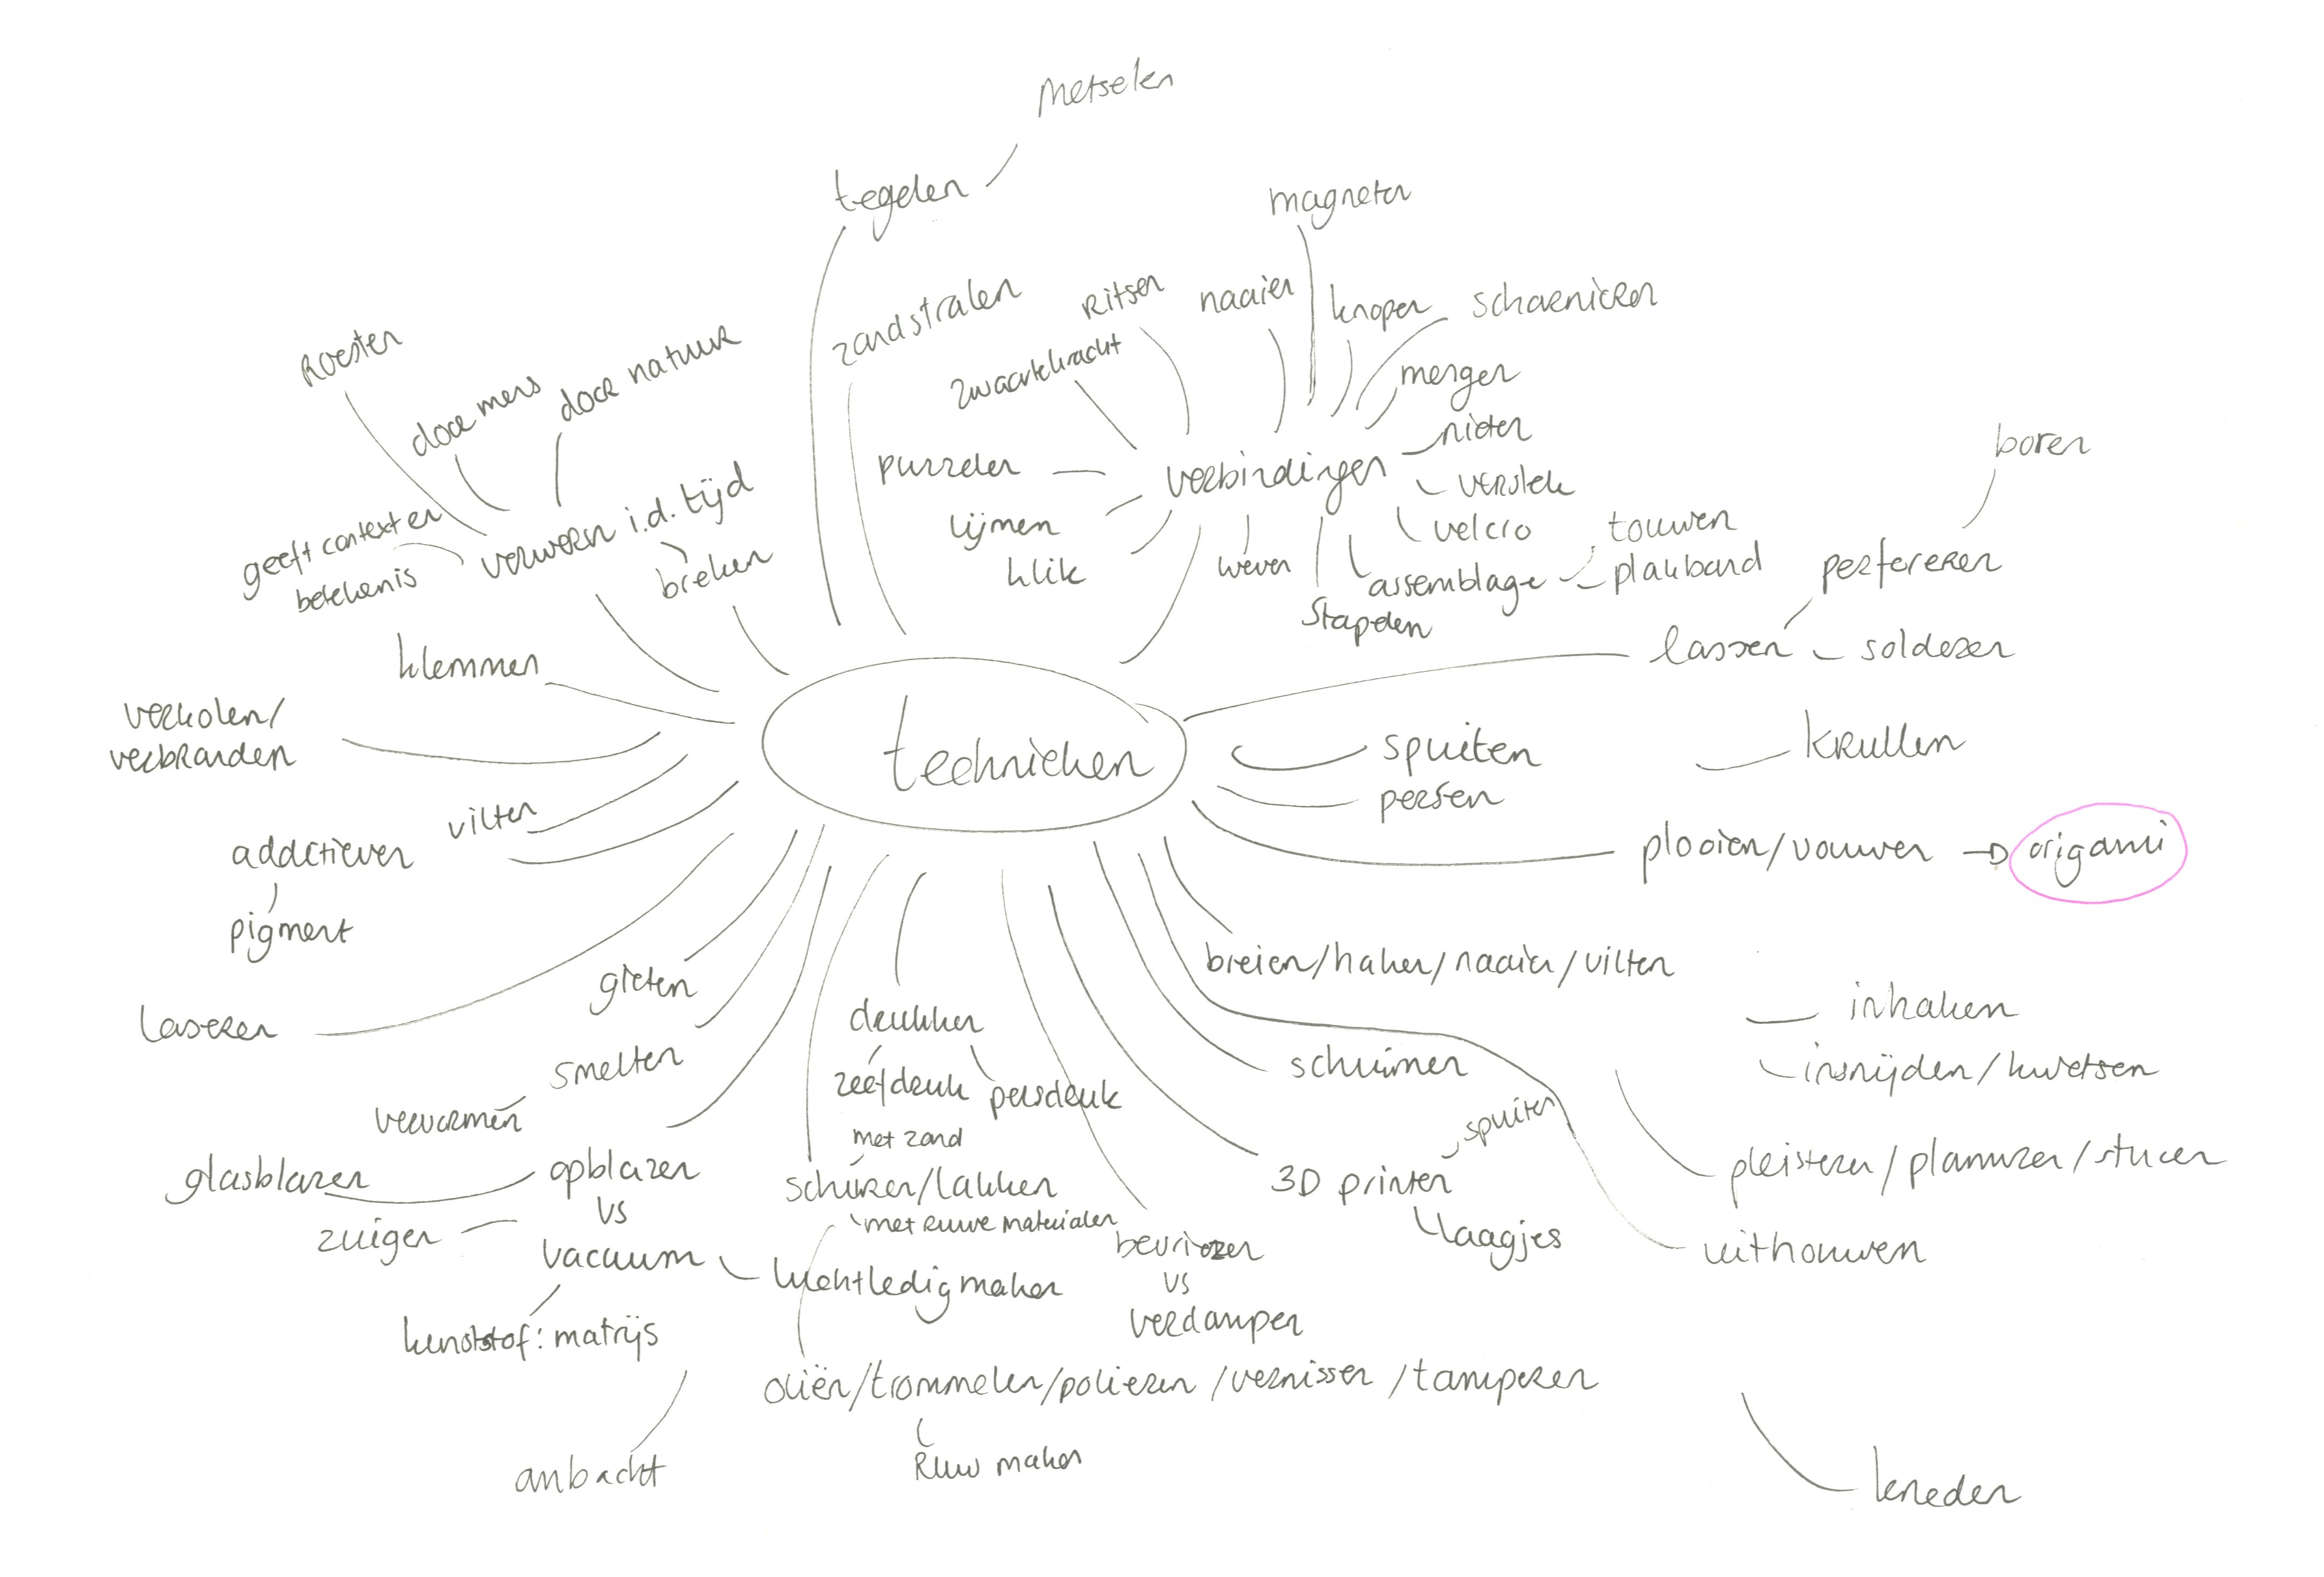 Metselen
tegelen
magneten
zandstralen
Ritsen
naaien
knopen
scharnieren
zwaartekracht
mengen
Roesten
door mens
door natuur
puzzelen
verbindingen
nieten
verstek
velcro
lijmen
klik
weven
Stapelen
assemblage
touwen
plakband
boren
perfereren
lassen
solderen
geeft context en
betekenis
verweren i.d. tijd
breken
klemmen
verkolen/
verbranden
technieken
spuiten
persen
krullen
plooien/vouwen
origami
vilten
addetieven
pigment
breien/haken/naaien/vilten
gieten
laseren
inhaken
insnijden/kwetsen
drukken
zeefdruk
persdruk
schuimen
smelten
vervormen
spuiten
3D printen
laagjes
pleisteren/plamuren/stucen
uithouwen
met zand
schuren/lakken
met ruwe materialen
glasblazen
opblazen
vs
vacuum
zuigen
luchtledig maken
kunststof: matrijs
bevriezen
vs
verdampen
oliën/trommelen/polieren/vernissen/tamperen
Ruw maken
ambacht
kneden